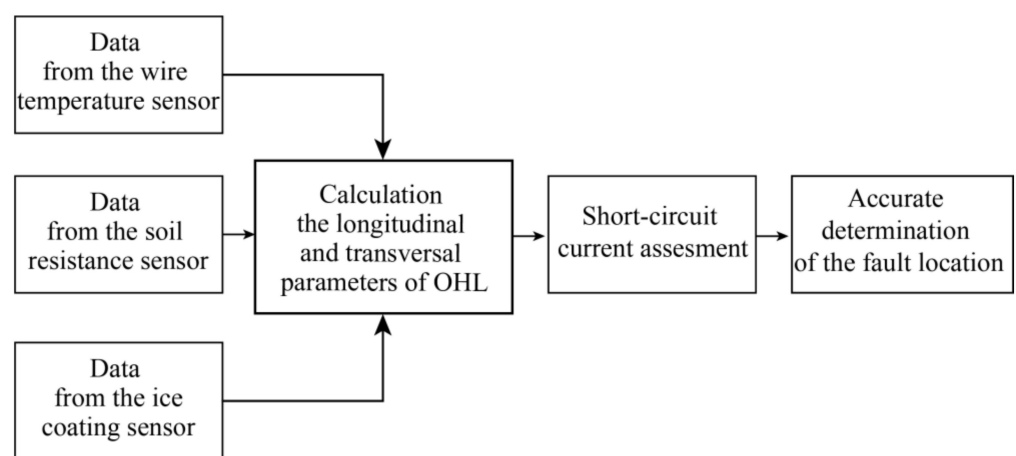 Data
from the wire
temperature sensor
Data
from the soil
resistance sensor
Data
from the ice
coating sensor
Calculation
the longitudinal
and transversal
parameters of OHL
Short-circuit
current assesment
Accurate
determination
of the fault location